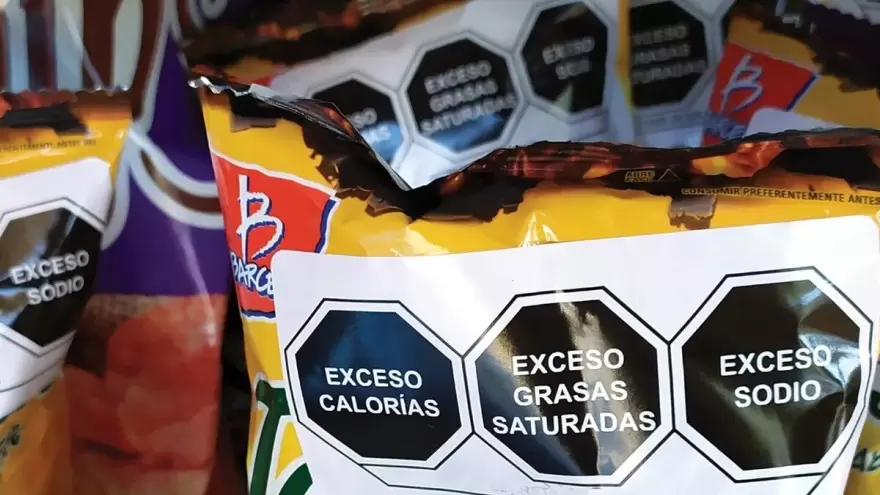 EXCESO
GRASAS
SATURADAS
EXCESO
EXCESO
GRASAS
SATURADAS
EXCESO
SODIO
CONSUMIR PREFERENTEMENTE ANTES
EXCESO
CALORÍAS
EXCESO
GRASAS
SATURADAS
EXCESO
SODIO